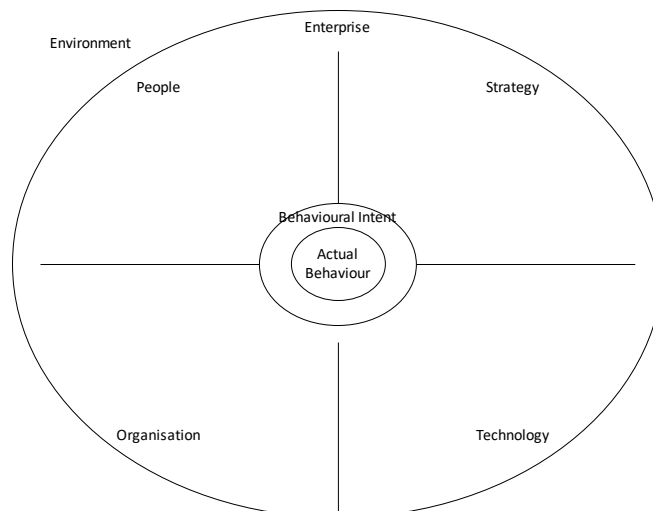 Enterprise
Environment
People
Strategy
Behavioural Intent
Actual
Behaviour
Organisation
Technology